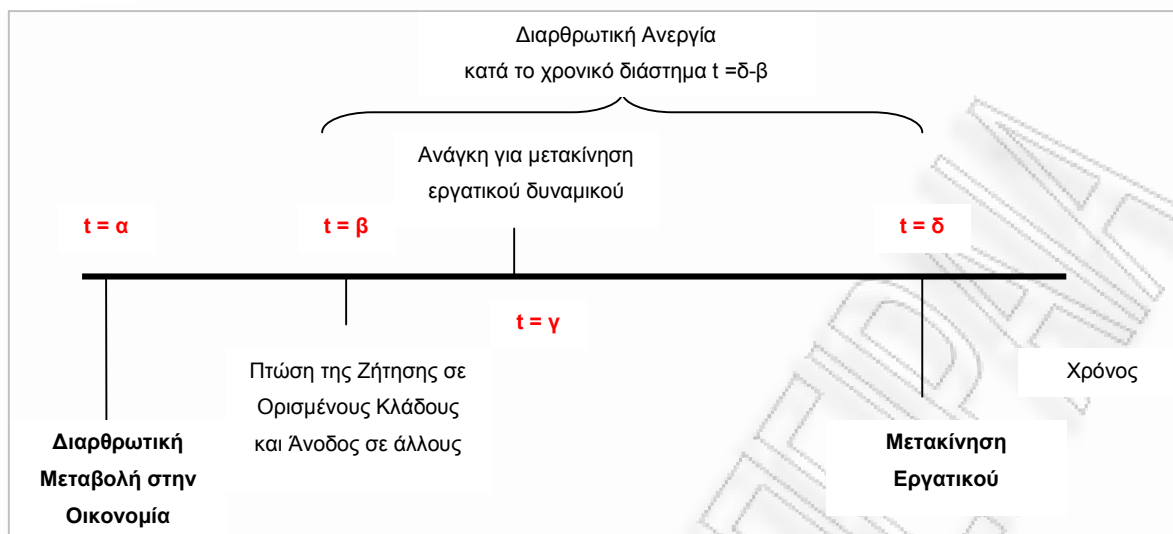 Διαρθρωτική Ανεργία
κατά το χρονικό διάστημα t =δ-β
Ανάγκη για μετακίνηση
εργατικού δυναμικού
t = α
t = β
t = δ
t = γ
Πτώση της Ζήτησης σε
Ορισμένους Κλάδους
και Άνοδος σε άλλους
Χρόνος
Διαρθρωτική
Μεταβολή στην
Οικονομία
Μετακίνηση
Εργατικού